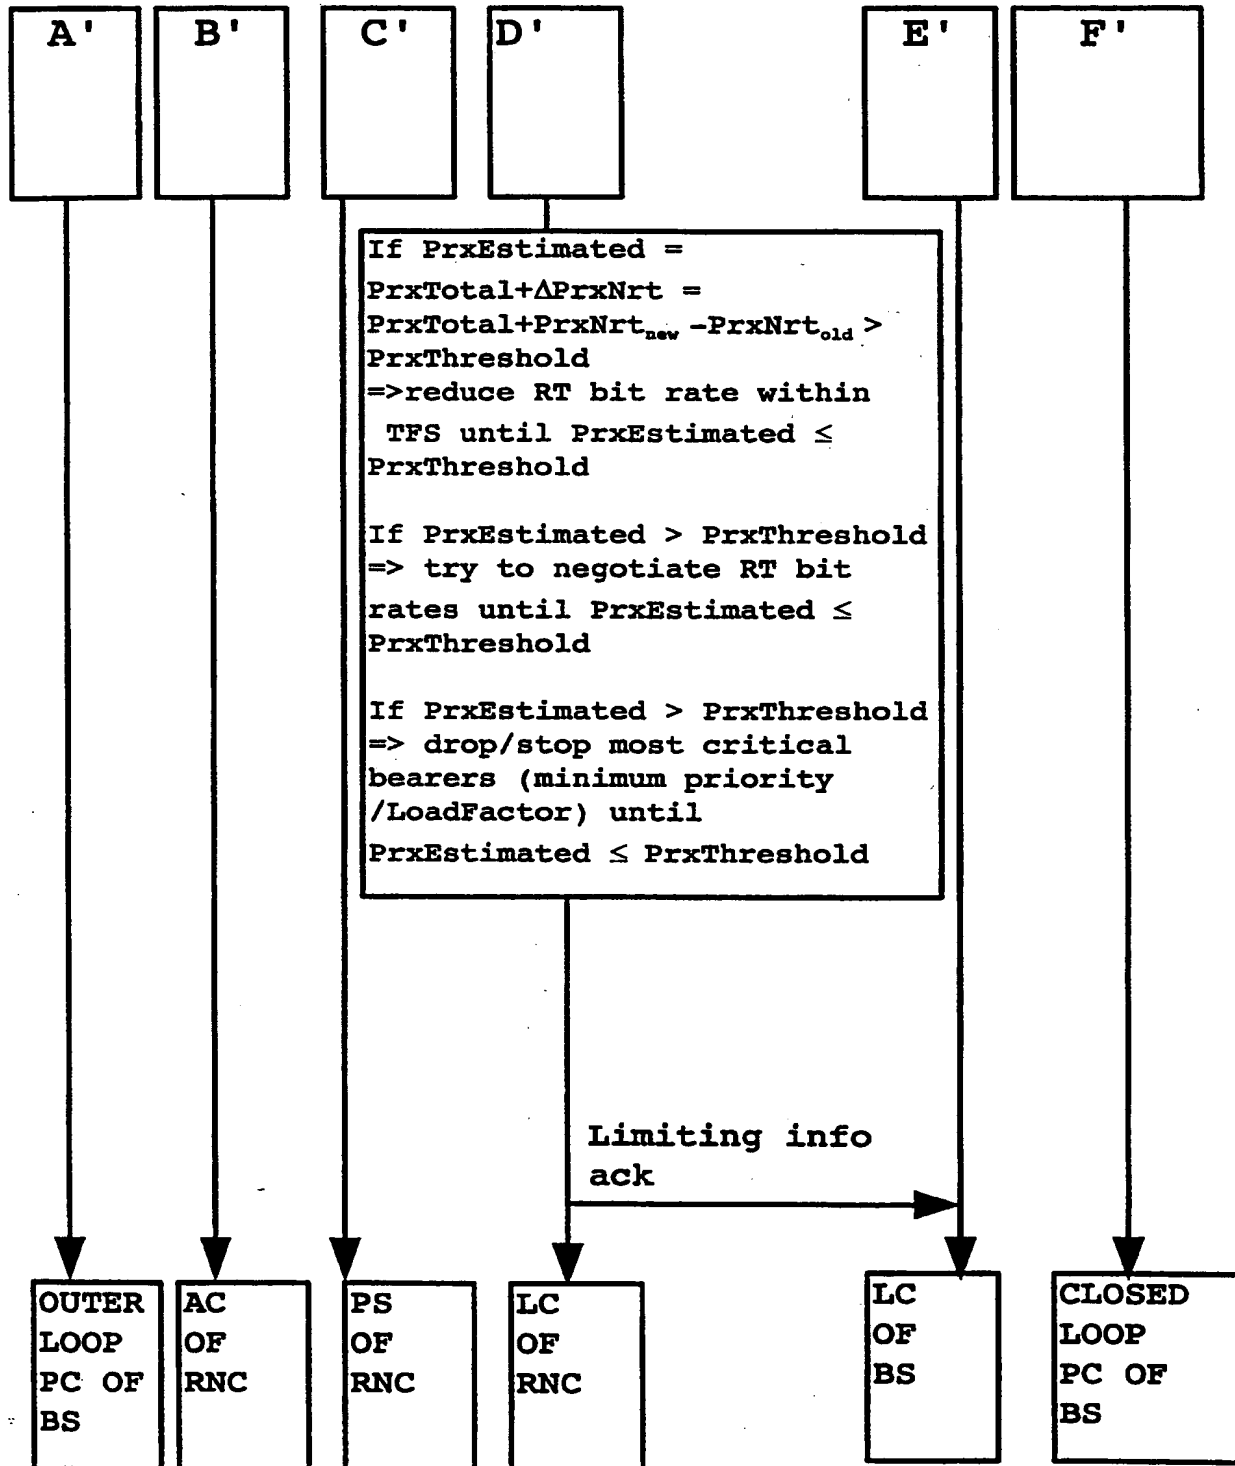 A'
B'
C'
D'
E'
F'
If PrxEstimated =
PrxTotal+ΔPrxNrt =
PrxTotal+PrxNrt_new -PrxNrt_old >
PrxThreshold
=>reduce RT bit rate within
TFS until PrxEstimated ≤
PrxThreshold
If PrxEstimated > PrxThreshold
=> try to negotiate RT bit
rates until PrxEstimated ≤
PrxThreshold
If PrxEstimated > PrxThreshold
=> drop/stop most critical
bearers (minimum priority
/LoadFactor) until
PrxEstimated ≤ PrxThreshold
Limiting info
ack
OUTER
LOOP
PC OF
BS
AC
OF
RNC
PS
OF
RNC
LC
OF
RNC
LC
OF
BS
CLOSED
LOOP
PC OF
BS